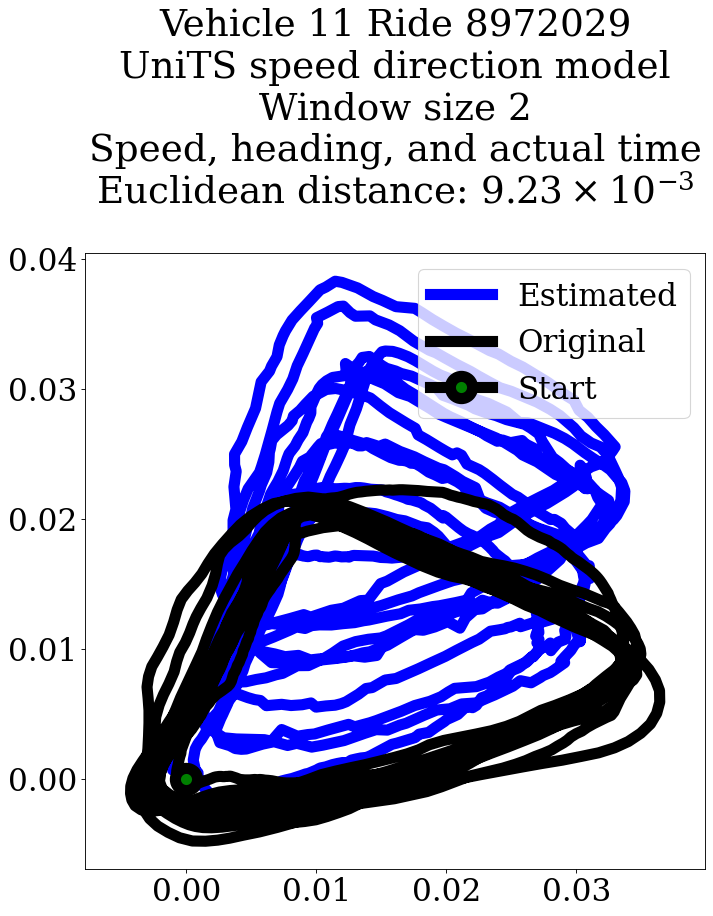 Vehicle 11 Ride 8972029
UniTS speed direction model
Window size 2
Speed, heading, and actual time
Euclidean distance: 9.23 × 10⁻³
0.04
0.03
0.02
0.01
0.00
Estimated
Original
Start
0.00 0.01 0.02 0.03